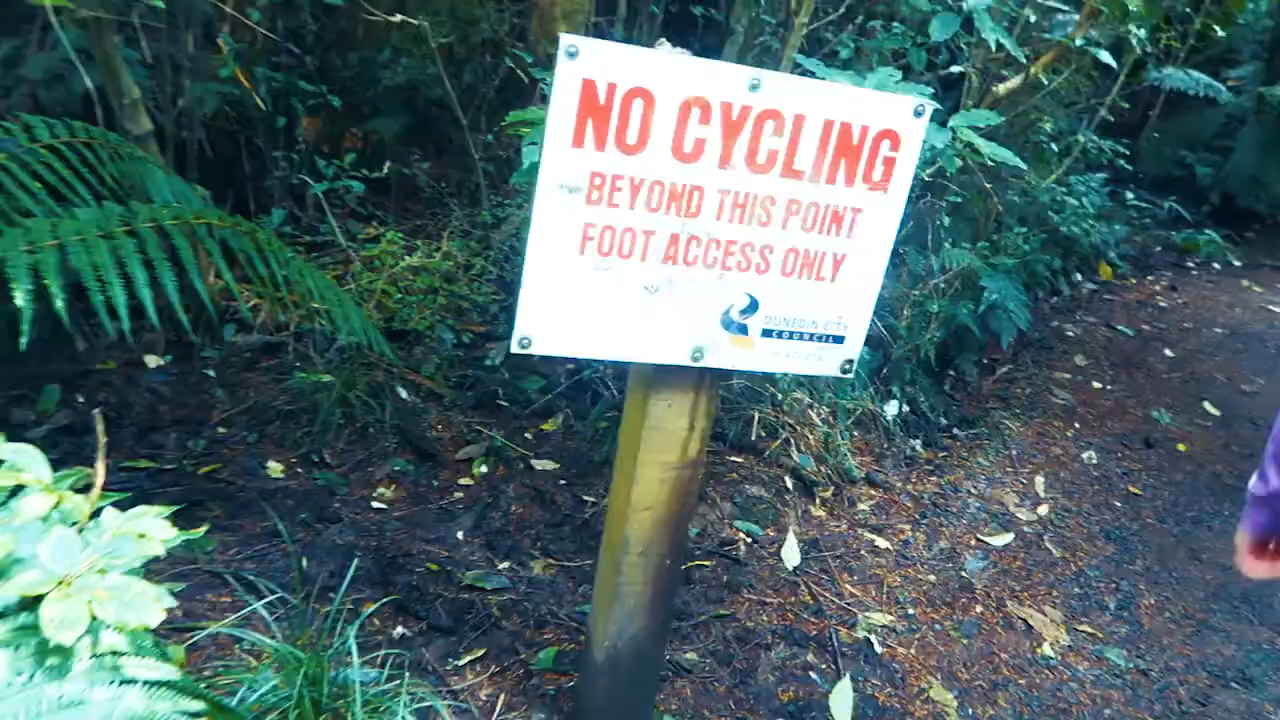 NO CYCLING
BEYOND THIS POINT
FOOT ACCESS ONLY
DUNEDIN CITY
COUNCIL